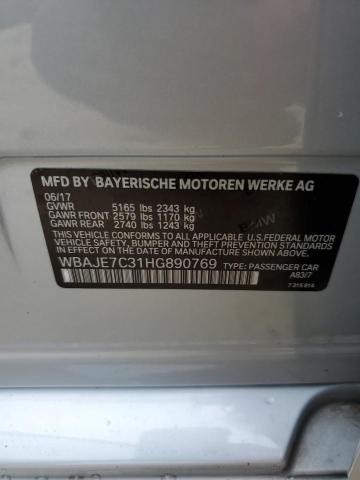 MFD BY BAYERISCHE MOTOREN WERKE AG
06/17
GVWR 5165 lbs 2343 kg
GAWR FRONT 2579 lbs 1170 kg
GAWR REAR 2740 lbs 1243 kg
THIS VEHICLE CONFORMS TO ALL APPLICABLE U.S.FEDERAL MOTOR
VEHICLE SAFETY, BUMPER AND THEFT PREVENTION STANDARDS
IN EFFECT ON THE DATE OF MANUFACTURE SHOWN ABOVE.
WBAJE7C31HG890769 TYPE: PASSENGER CAR
A83/7